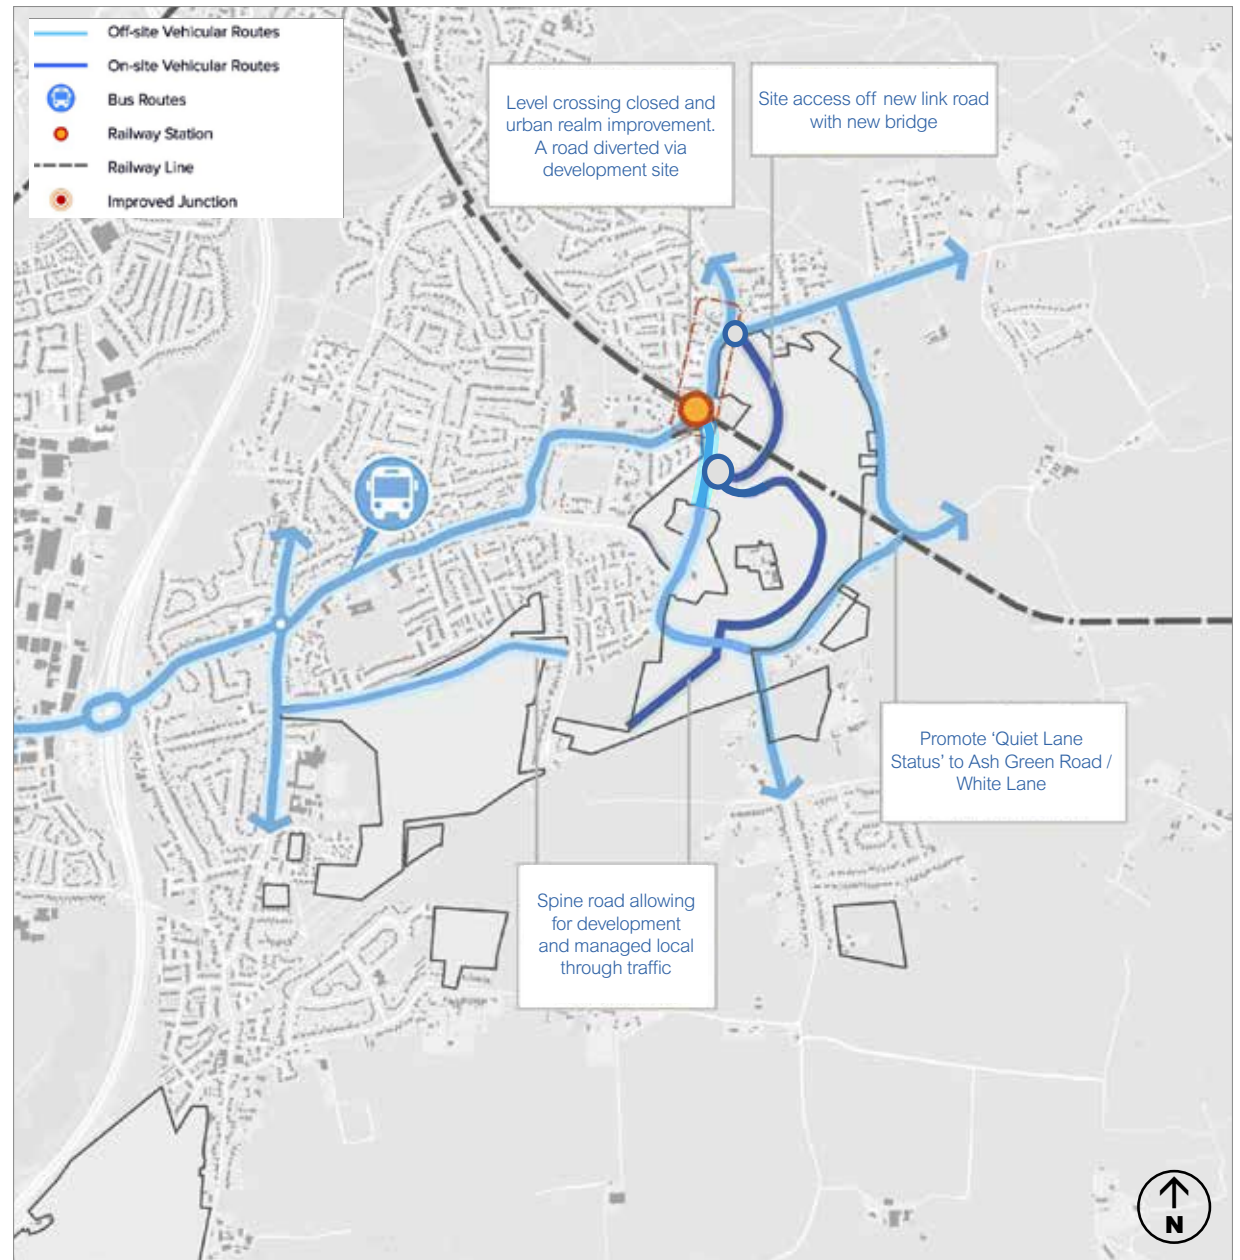 Off-site Vehicular Routes
On-site Vehicular Routes
Bus Routes
Railway Station
Railway Line
Improved Junction
Level crossing closed and
urban realm improvement.
A road diverted via
development site
Site access off new link road
with new bridge
Promote ‘Quiet Lane
Status’ to Ash Green Road /
White Lane
Spine road allowing
for development
and managed local
through traffic
N